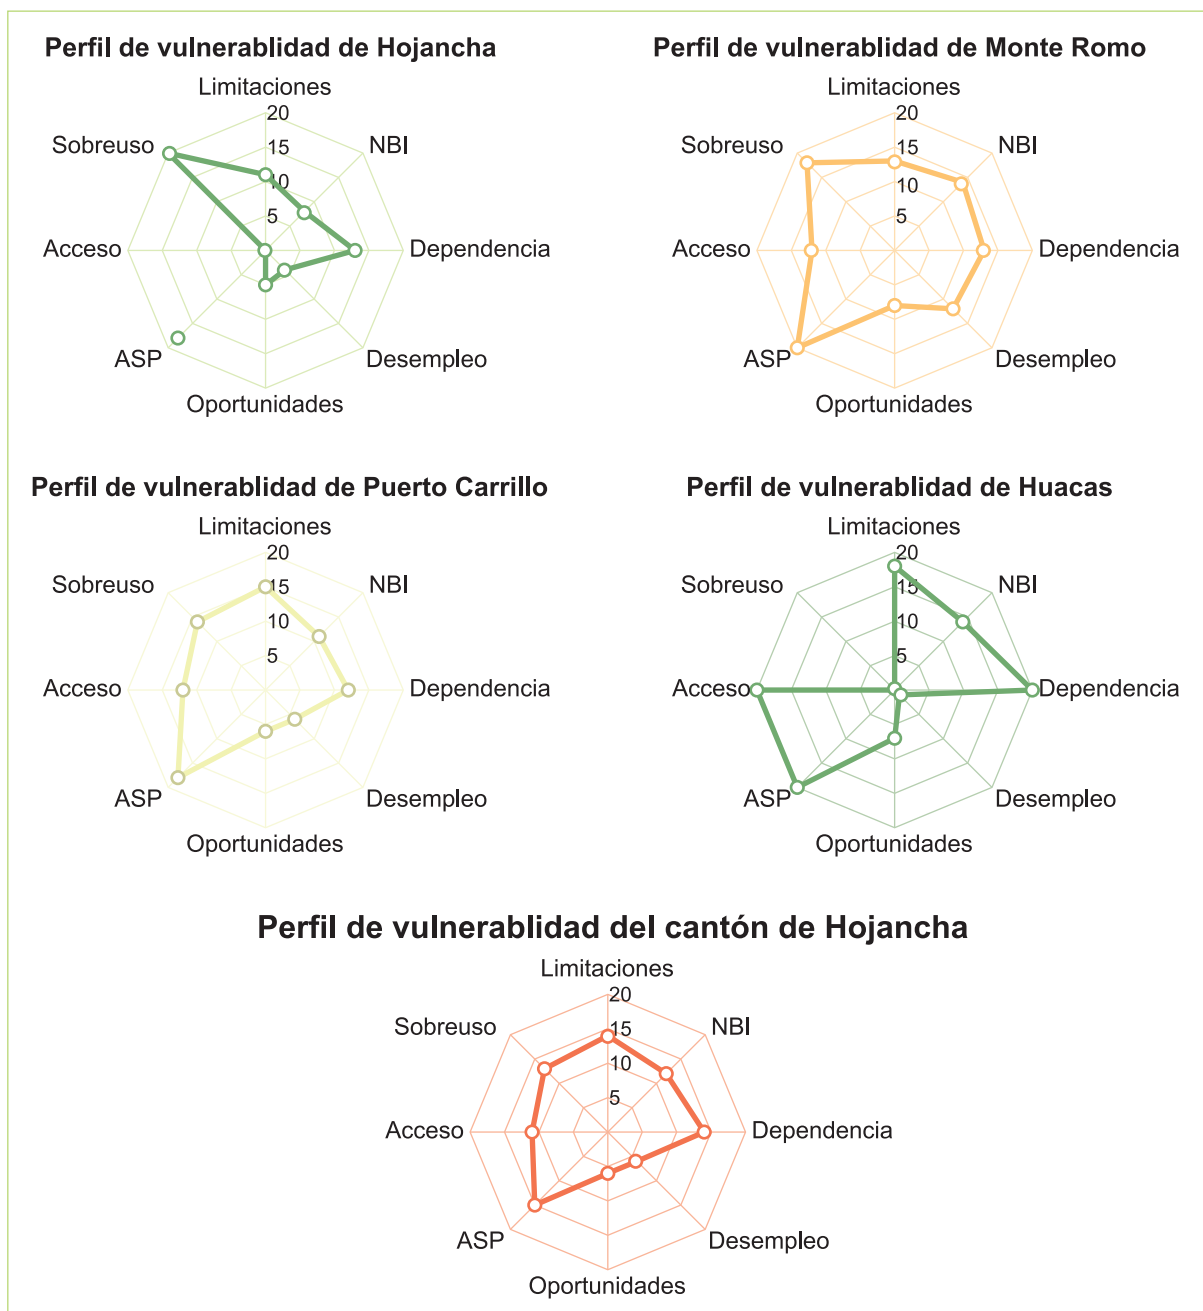 Perfil de vulnerablidad de Hojancha
Limitaciones
20
15
10
5
NBI
Sobreuso
Acceso
Dependencia
ASP
Desempleo
Oportunidades
Perfil de vulnerablidad de Monte Romo
Limitaciones
20
15
10
5
NBI
Sobreuso
Acceso
Dependencia
ASP
Desempleo
Oportunidades
Perfil de vulnerablidad de Puerto Carrillo
Limitaciones
20
15
10
5
NBI
Sobreuso
Acceso
Dependencia
ASP
Desempleo
Oportunidades
Perfil de vulnerablidad de Huacas
Limitaciones
20
15
10
5
NBI
Sobreuso
Acceso
Dependencia
ASP
Desempleo
Oportunidades
Perfil de vulnerablidad del cantón de Hojancha
Limitaciones
20
15
10
5
NBI
Sobreuso
Acceso
Dependencia
ASP
Desempleo
Oportunidades